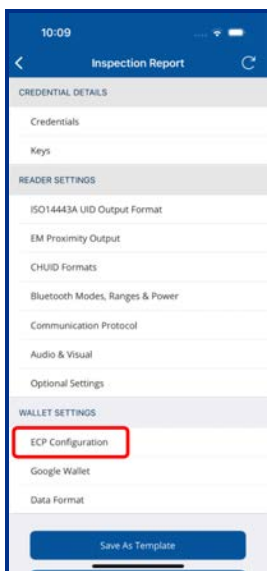 10:09
Inspection Report
CREDENTIAL DETAILS
Credentials
Keys
READER SETTINGS
ISO14443A UID Output Format
EM Proximity Output
CHUID Formats
Bluetooth Modes, Ranges & Power
Communication Protocol
Audio & Visual
Optional Settings
WALLET SETTINGS
ECP Configuration
Google Wallet
Data Format
Save As Template